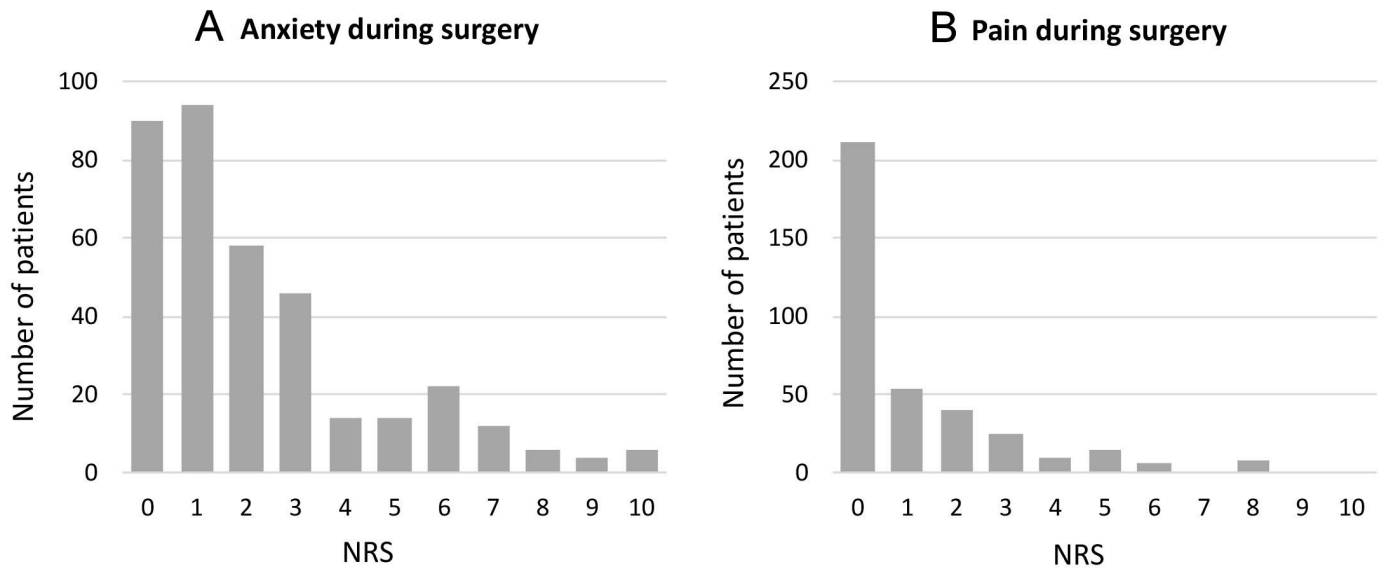 A Anxiety during surgery
Number of patients
100
80
60
40
20
0
0 1 2 3 4 5 6 7 8 9 10
NRS
B Pain during surgery
Number of patients
250
200
150
100
50
0
0 1 2 3 4 5 6 7 8 9 10
NRS